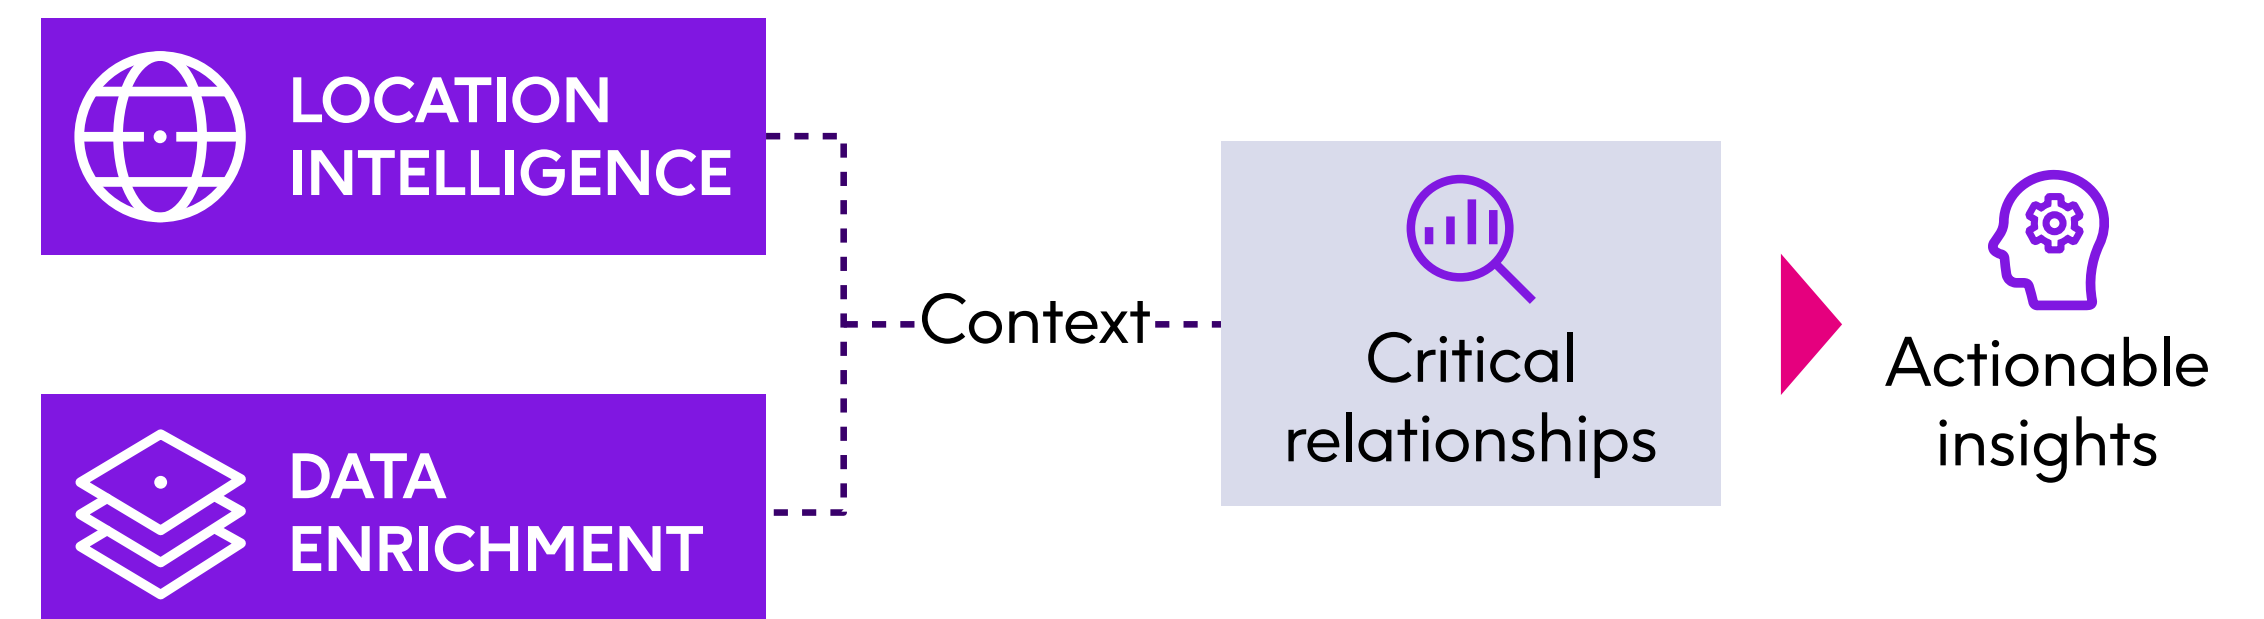 LOCATION
INTELLIGENCE
DATA
ENRICHMENT
Context
Critical
relationships
Actionable
insights